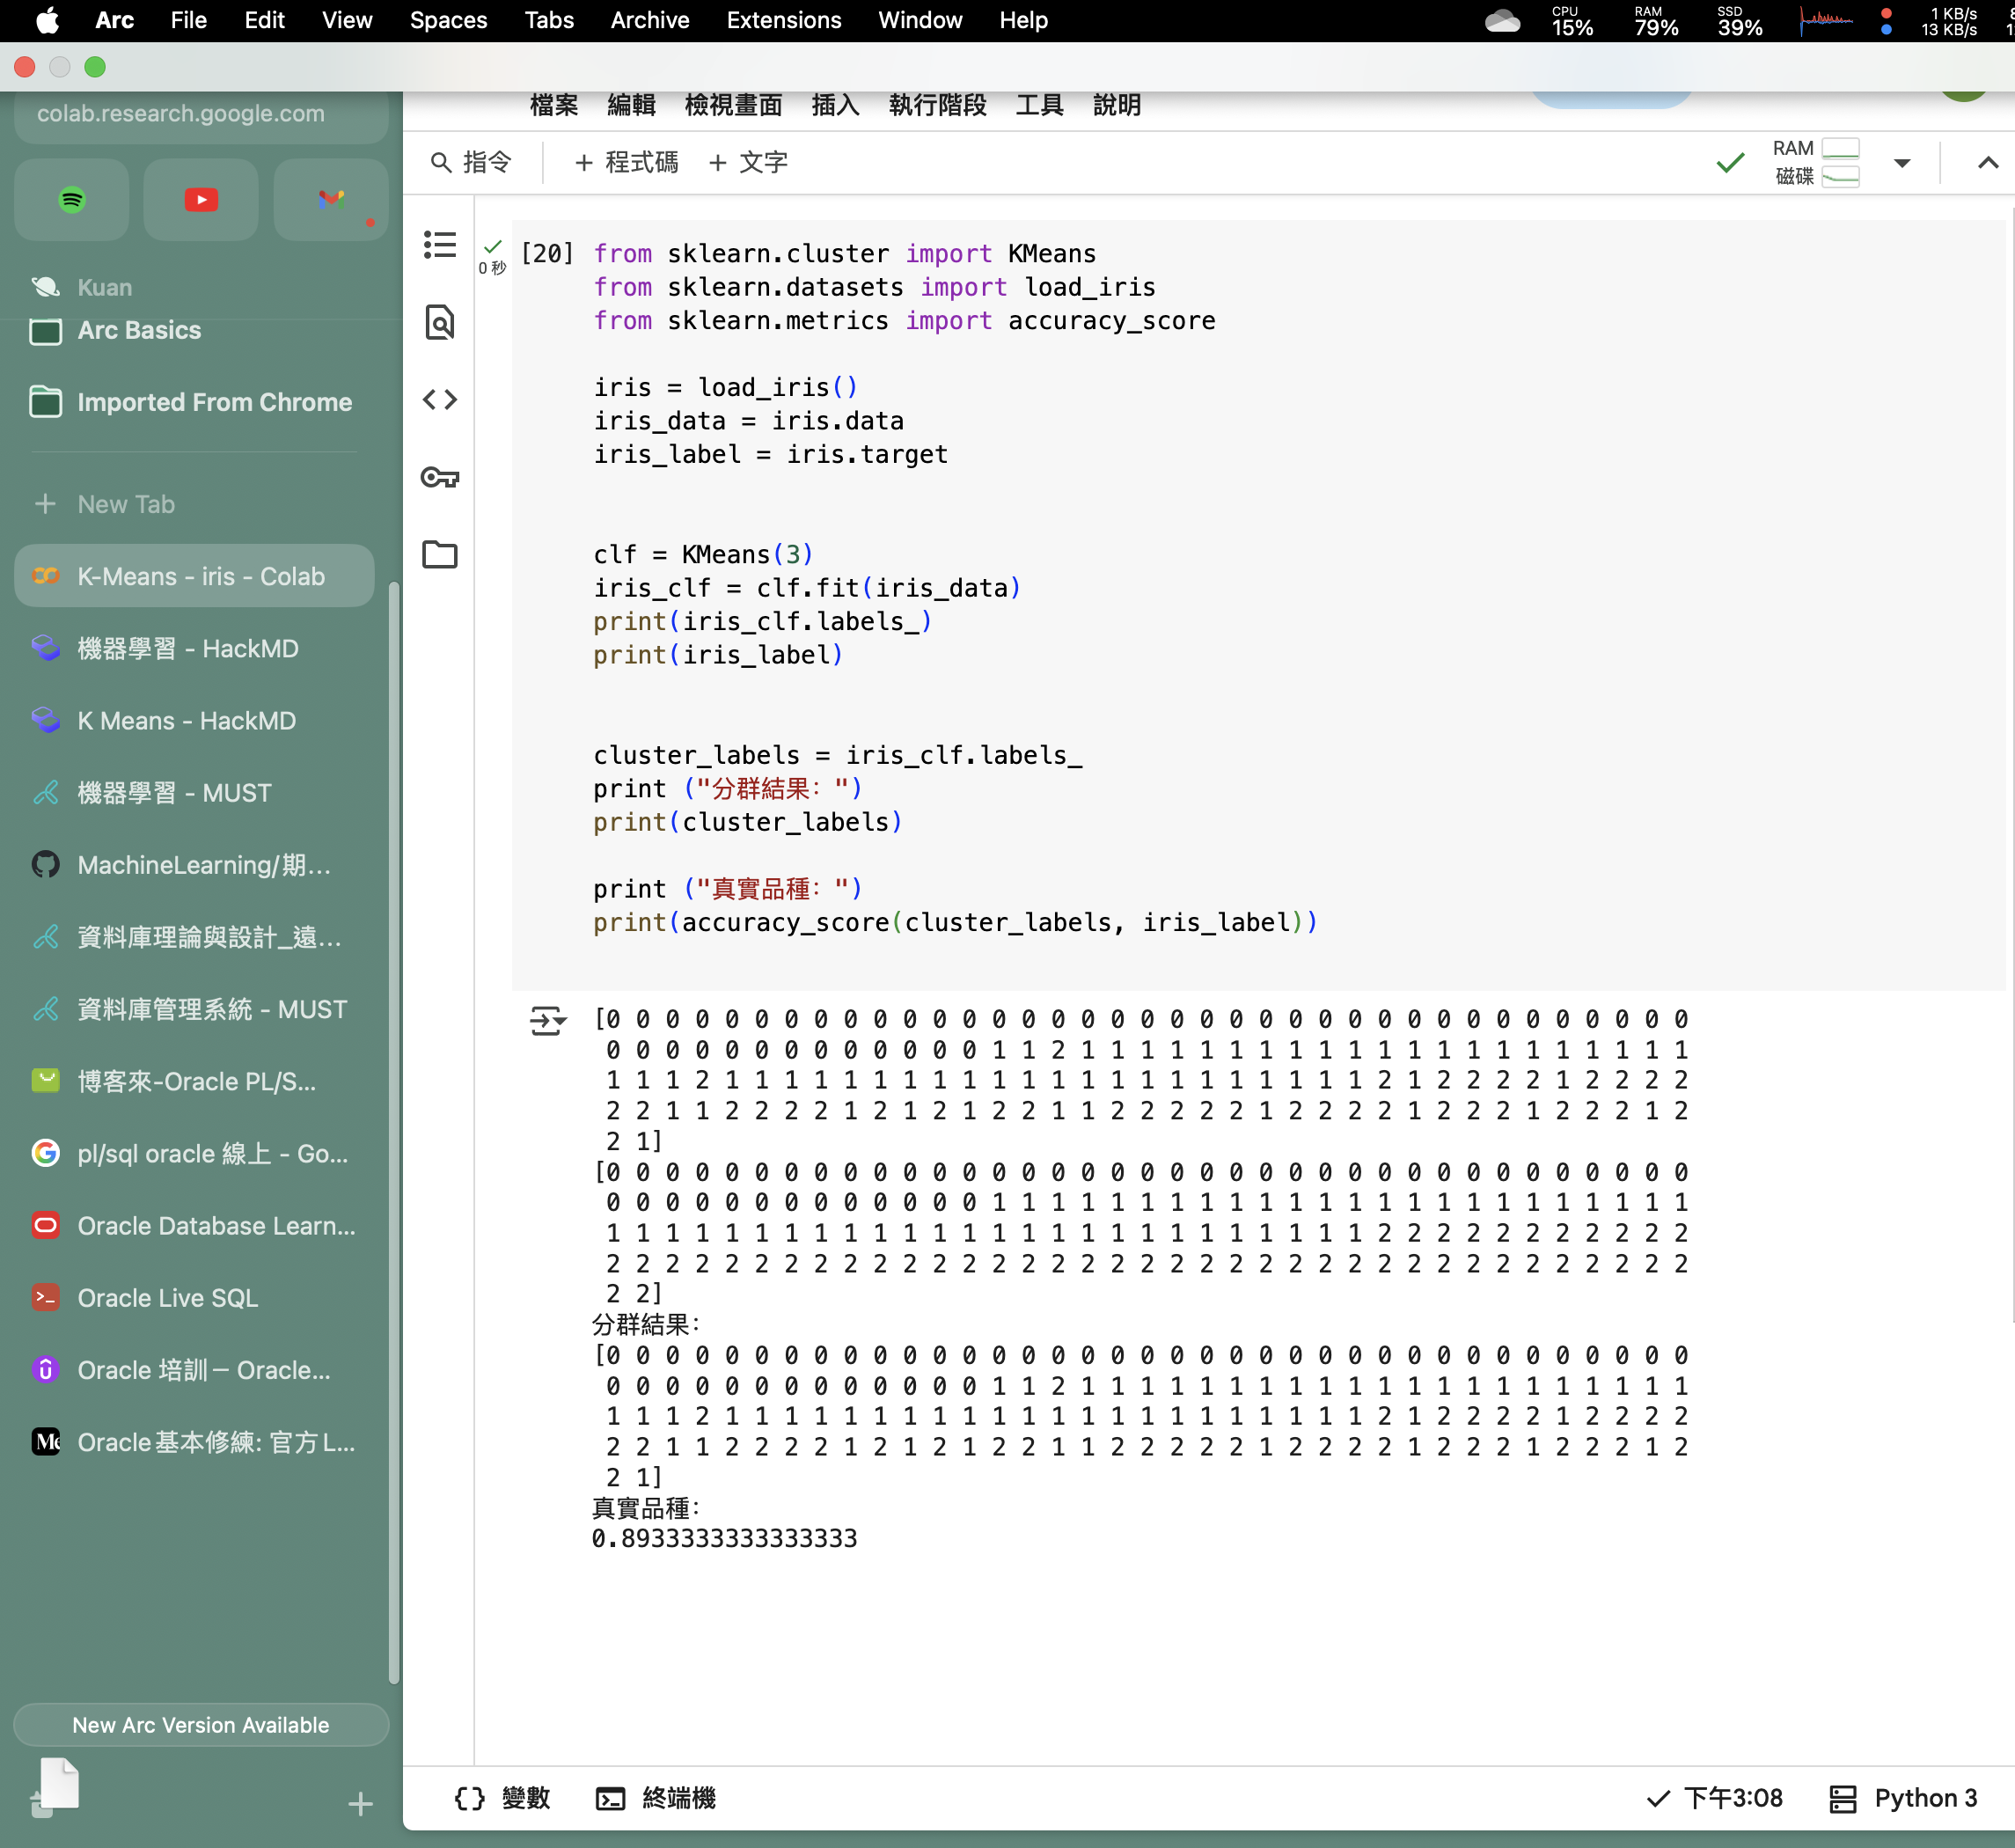 Arc File Edit View Spaces Tabs Archive Extensions Window Help
CPU 15% RAM 79% SSD 39% 1 KB/s 13 KB/s
colab.research.google.com
Kuan
Arc Basics
Imported From Chrome
New Tab
K-Means - iris - Colab
機器學習 - HackMD
K Means - HackMD
機器學習 - MUST
MachineLearning/期...
資料庫理論與設計_遠...
資料庫管理系統 - MUST
博客來-Oracle PL/S...
pl/sql oracle 線上 - Go...
Oracle Database Learn...
Oracle Live SQL
Oracle 培訓 – Oracle...
Oracle基本修練: 官方 L...
New Arc Version Available
檔案 編輯 檢視畫面 插入 執行階段 工具 說明
指令 + 程式碼 + 文字
RAM
磁碟
0 秒
[20] from sklearn.cluster import KMeans
from sklearn.datasets import load_iris
from sklearn.metrics import accuracy_score
iris = load_iris()
iris_data = iris.data
iris_label = iris.target
clf = KMeans(3)
iris_clf = clf.fit(iris_data)
print(iris_clf.labels_)
print(iris_label)
cluster_labels = iris_clf.labels_
print ("分群結果：")
print(cluster_labels)
print ("真實品種：")
print(accuracy_score(cluster_labels, iris_label))
[0 0 0 0 0 0 0 0 0 0 0 0 0 0 0 0 0 0 0 0 0 0 0 0 0 0 0 0 0 0 0 0 0 0 0 0 0
0 0 0 0 0 0 0 0 0 0 0 0 0 1 1 2 1 1 1 1 1 1 1 1 1 1 1 1 1 1 1 1 1 1 1 1 1
1 1 1 2 1 1 1 1 1 1 1 1 1 1 1 1 1 1 1 1 1 1 1 1 1 1 2 1 2 2 2 2 1 2 2 2 2
2 2 1 1 2 2 2 2 1 2 1 2 1 2 2 1 1 2 2 2 2 2 1 2 2 2 2 1 2 2 2 1 2 2 2 1 2
2 1]
[0 0 0 0 0 0 0 0 0 0 0 0 0 0 0 0 0 0 0 0 0 0 0 0 0 0 0 0 0 0 0 0 0 0 0 0 0
0 0 0 0 0 0 0 0 0 0 0 0 0 1 1 1 1 1 1 1 1 1 1 1 1 1 1 1 1 1 1 1 1 1 1 1 1
1 1 1 1 1 1 1 1 1 1 1 1 1 1 1 1 1 1 1 1 1 1 1 1 1 1 2 2 2 2 2 2 2 2 2 2 2
2 2 2 2 2 2 2 2 2 2 2 2 2 2 2 2 2 2 2 2 2 2 2 2 2 2 2 2 2 2 2 2 2 2 2 2 2
2 2]
分群結果：
[0 0 0 0 0 0 0 0 0 0 0 0 0 0 0 0 0 0 0 0 0 0 0 0 0 0 0 0 0 0 0 0 0 0 0 0 0
0 0 0 0 0 0 0 0 0 0 0 0 0 1 1 2 1 1 1 1 1 1 1 1 1 1 1 1 1 1 1 1 1 1 1 1 1
1 1 1 2 1 1 1 1 1 1 1 1 1 1 1 1 1 1 1 1 1 1 1 1 1 1 2 1 2 2 2 2 1 2 2 2 2
2 2 1 1 2 2 2 2 1 2 1 2 1 2 2 1 1 2 2 2 2 2 1 2 2 2 2 1 2 2 2 1 2 2 2 1 2
2 1]
真實品種：
0.8933333333333333
變數 終端機 下午3:08 Python 3